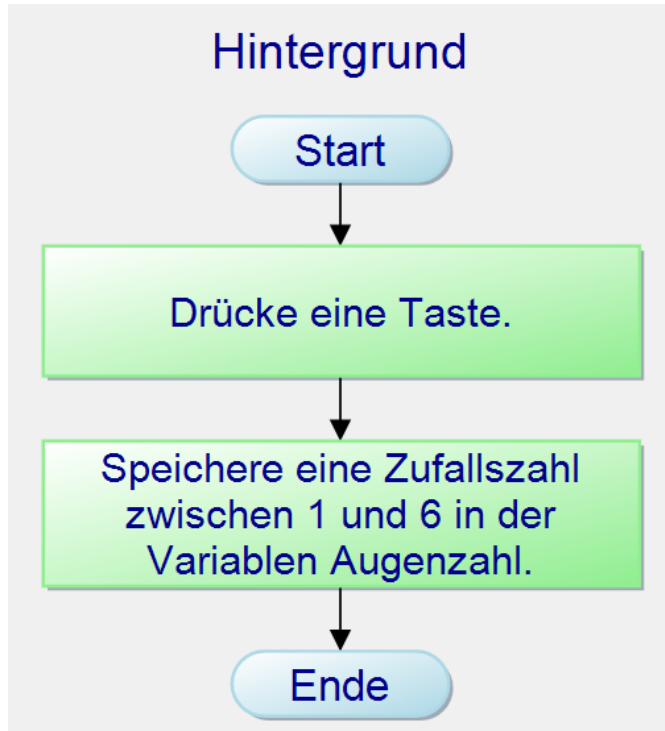 Hintergrund
Start
Drücke eine Taste.
Speichere eine Zufallszahl
zwischen 1 und 6 in der
Variablen Augenzahl.
Ende